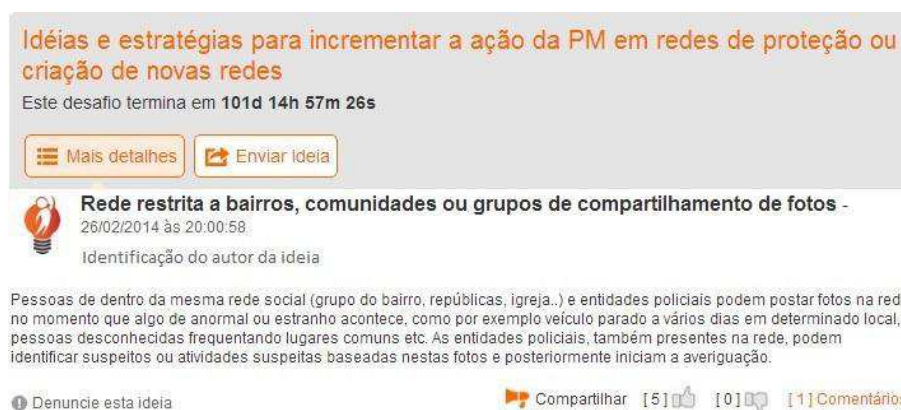 Idéias e estratégias para incrementar a ação da PM em redes de proteção ou
criação de novas redes
Este desafio termina em 101d 14h 57m 26s
Mais detalhes
Enviar Ideia
Rede restrita a bairros, comunidades ou grupos de compartilhamento de fotos -
26/02/2014 às 20:00:58
Identificação do autor da ideia
Pessoas de dentro da mesma rede social (grupo do bairro, repúblicas, igreja..) e entidades policiais podem postar fotos na red
no momento que algo de anormal ou estranho acontece, como por exemplo veículo parado a vários dias em determinado local,
pessoas desconhecidas frequentando lugares comuns etc. As entidades policiais, também presentes na rede, podem
identificar suspeitos ou atividades suspeitas baseadas nestas fotos e posteriormente iniciam a averiguação.
Denuncie esta ideia
Compartilhar [5] [0] [1] Comentários